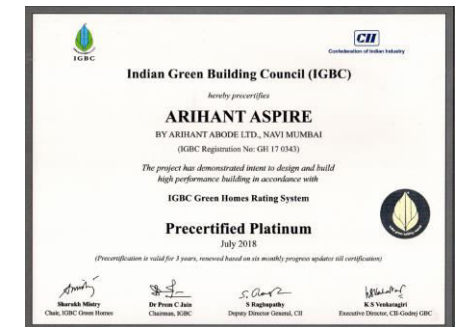 IGBC
CII
Confederation of Indian Industry
Indian Green Building Council (IGBC)
hereby precertifies
ARIHANT ASPIRE
BY ARIHANT ABODE LTD., NAVI MUMBAI
(IGBC Registration No: GH 17 0343)
The project has demonstrated intent to design and build
high performance building in accordance with
IGBC Green Homes Rating System
Precertified Platinum
July 2018
(Precertification is valid for 3 years, renewed based on six monthly progress updates till certification)
Sharukh Mistry
Chair, IGBC Green Homes
Dr Prem C Jain
Chairman, IGBC
S Raghupathy
Deputy Director General, CII
K S Venkatagiri
Executive Director, CII-Godrej GBC